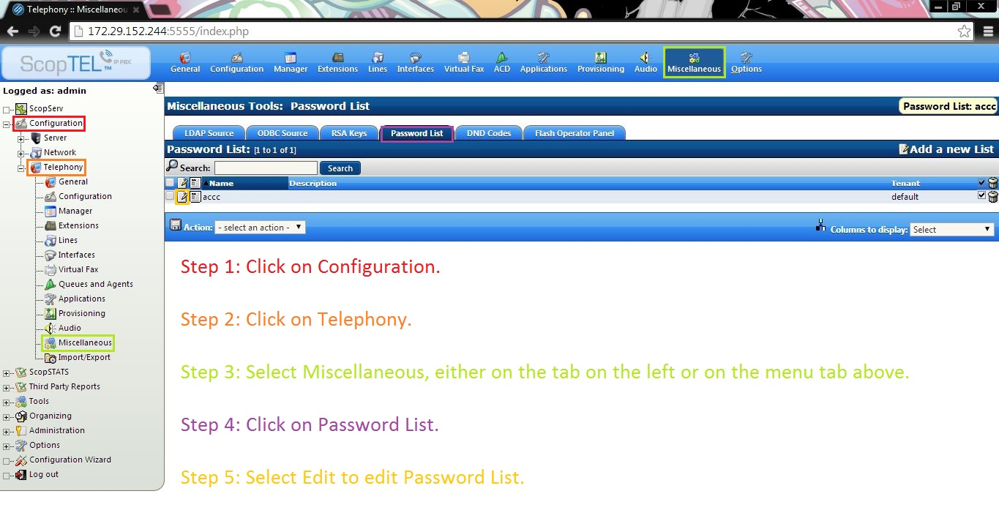 Telephony :: Miscellaneou
172.29.152.244:5555/index.php
ScopTEL™ IP PBX
General Configuration Manager Extensions Lines Interfaces Virtual Fax ACD Applications Provisioning Audio Miscellaneous Options
Logged as: admin
ScopServ
Configuration
Server
Network
Telephony
General
Configuration
Manager
Extensions
Lines
Interfaces
Virtual Fax
Queues and Agents
Applications
Provisioning
Audio
Miscellaneous
Import/Export
ScopSTATS
Third Party Reports
Tools
Organizing
Administration
Options
Configuration Wizard
Log out
Miscellaneous Tools: Password List
Password List: accc
LDAP Source ODBC Source RSA Keys Password List DND Codes Flash Operator Panel
Password List: [1 to 1 of 1] Add a new List
Search: Search
Name Description Tenant
accc default
Action: - select an action - Columns to display: Select
Step 1: Click on Configuration.
Step 2: Click on Telephony.
Step 3: Select Miscellaneous, either on the tab on the left or on the menu tab above.
Step 4: Click on Password List.
Step 5: Select Edit to edit Password List.